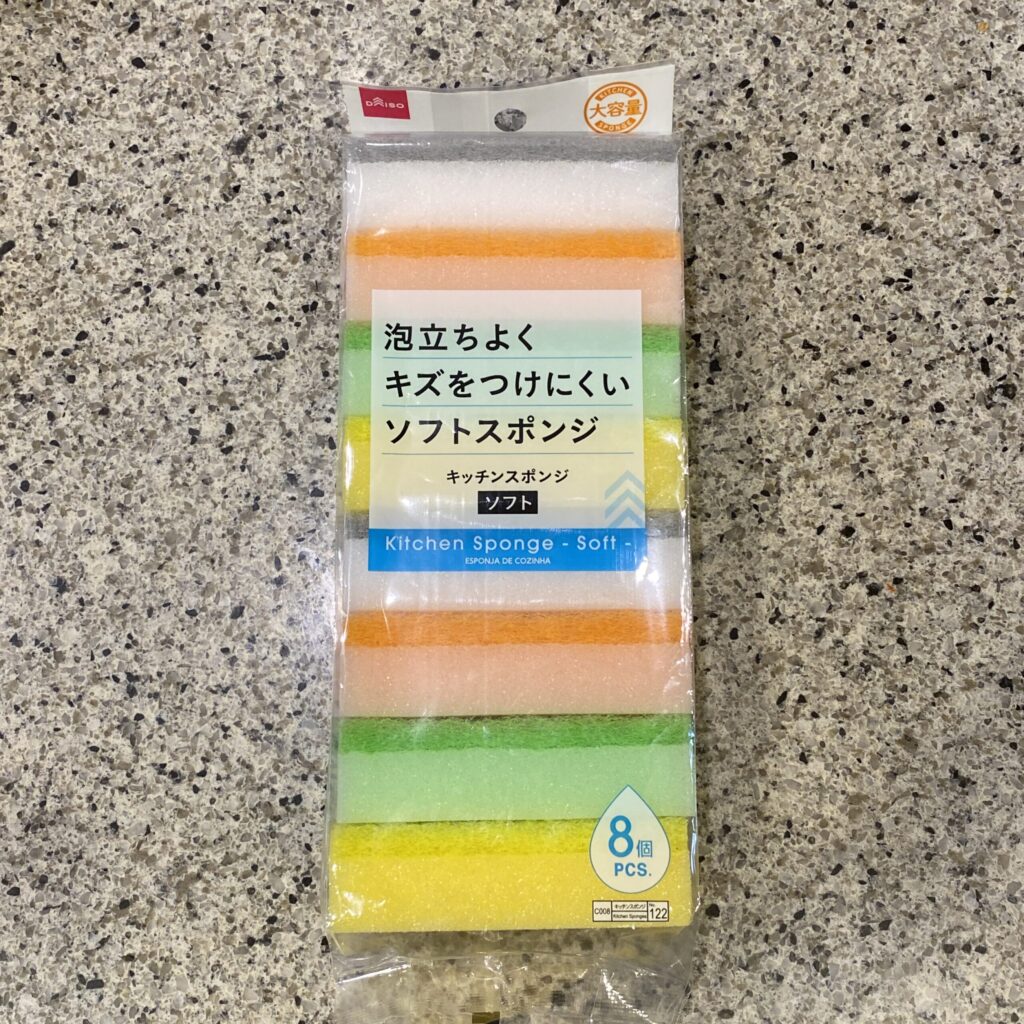 DAISO
KITCHEN
大容量
SPONGE
泡立ちよく
キズをつけにくい
ソフトスポンジ
キッチンスポンジ
ソフト
Kitchen Sponge - Soft -
ESPONJA DE COZINHA
8個
PCS.
C008 キッチンスポンジ No.
Kitchen Sponges 122